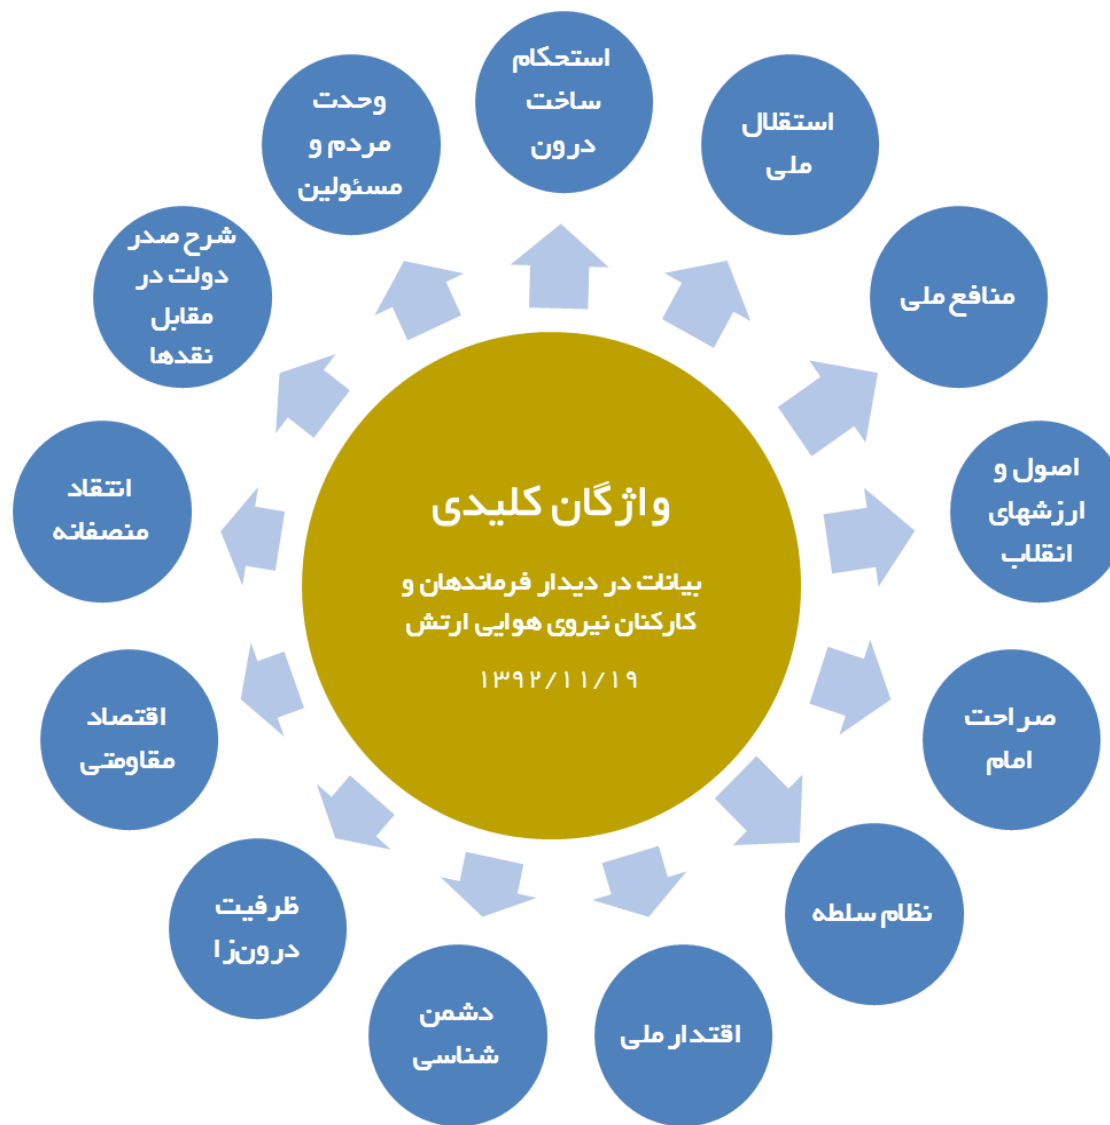 واژگان کلیدی
بیانات در دیدار فرماندهان و
کارکنان نیروی هوایی ارتش
۱۳۹۲/۱۱/۱۹
استحکام
ساخت
درون
استقلال
ملی
منافع ملی
اصول و
ارزشهای
انقلاب
صراحت
امام
نظام سلطه
اقتدار ملی
دشمن
شناسی
ظرفیت
درون‌زا
اقتصاد
مقاومتی
انتقاد
منصفانه
شرح صدر
دولت در
مقابل
نقدها
وحدت
مردم و
مسئولین